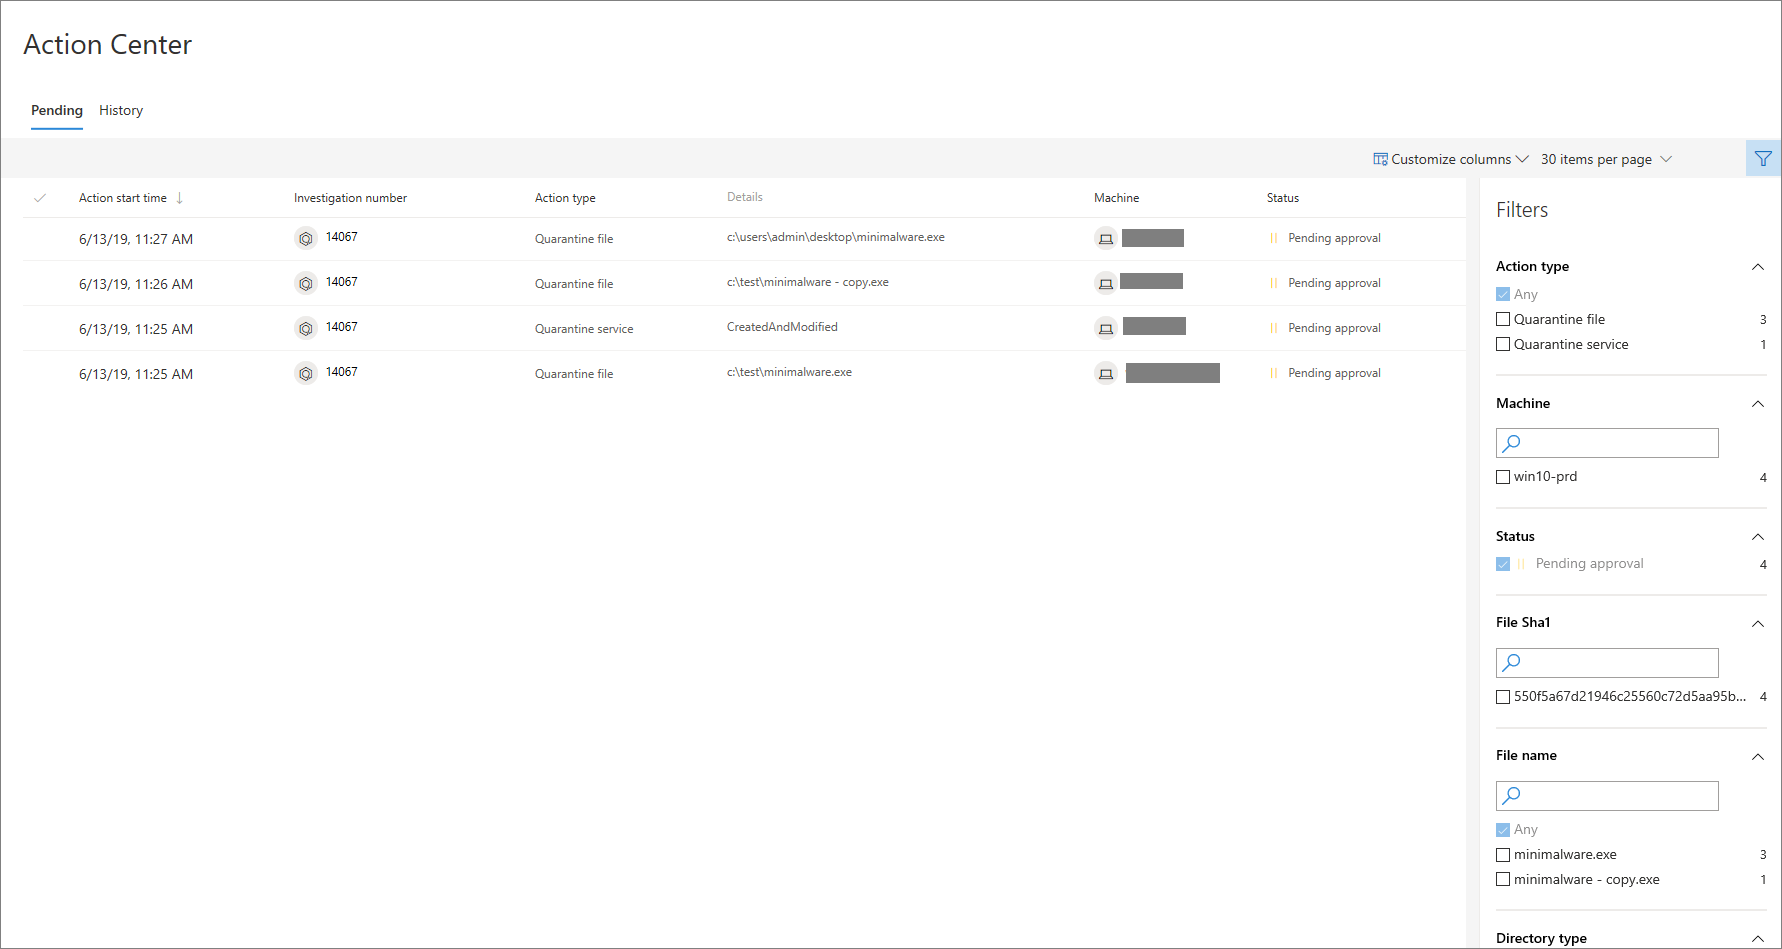 Action Center
Pending History
Customize columns 30 items per page
Action start time Investigation number Action type Details Machine Status
6/13/19, 11:27 AM 14067 Quarantine file c:\users\admin\desktop\minimalware.exe Pending approval
6/13/19, 11:26 AM 14067 Quarantine file c:\test\minimalware - copy.exe Pending approval
6/13/19, 11:25 AM 14067 Quarantine service CreatedAndModified Pending approval
6/13/19, 11:25 AM 14067 Quarantine file c:\test\minimalware.exe Pending approval
Filters
Action type
Any
Quarantine file 3
Quarantine service 1
Machine
win10-prd 4
Status
Pending approval 4
File Sha1
550f5a67d21946c25560c72d5aa95b... 4
File name
Any
minimalware.exe 3
minimalware - copy.exe 1
Directory type